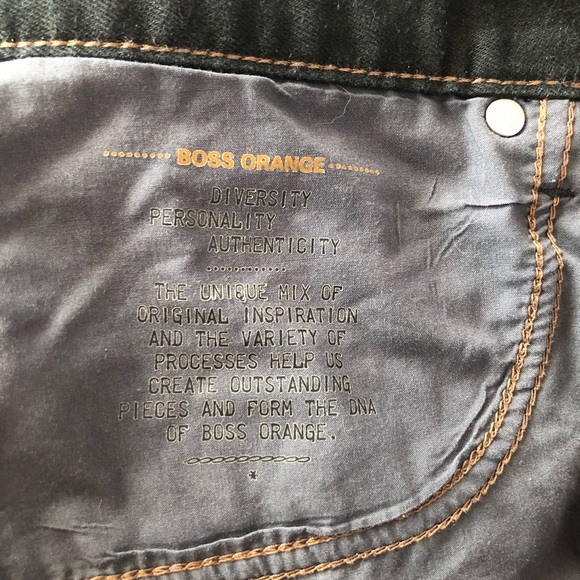 BOSS ORANGE
DIVERSITY
PERSONALITY
AUTHENTICITY
THE UNIQUE MIX OF
ORIGINAL INSPIRATION
AND THE VARIETY OF
PROCESSES HELP US
CREATE OUTSTANDING
PIECES AND FORM THE DNA
OF BOSS ORANGE.
*